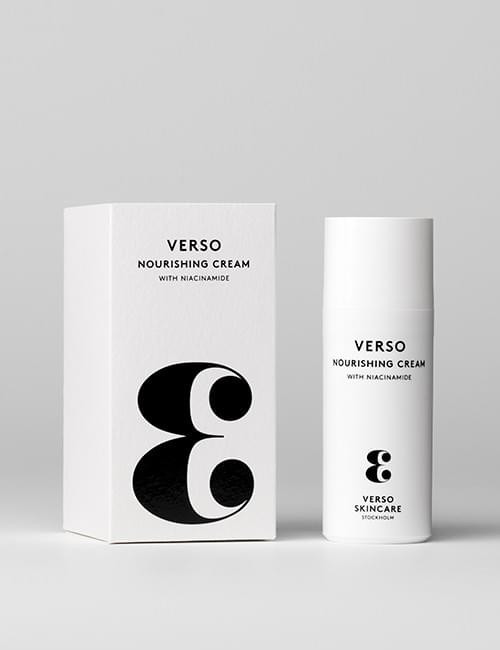 VERSO
NOURISHING CREAM
WITH NIACINAMIDE
VERSO
NOURISHING CREAM
WITH NIACINAMIDE
VERSO
SKINCARE
STOCKHOLM